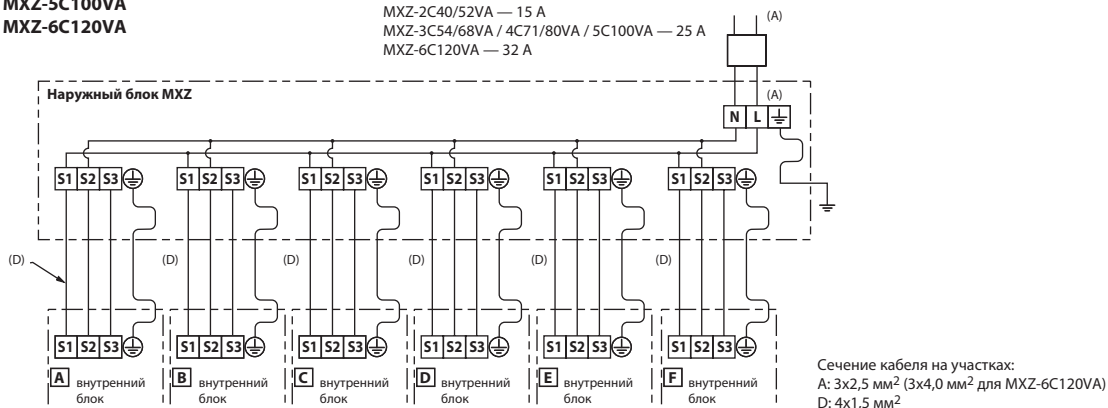 MXZ-5C100VA
MXZ-6C120VA
MXZ-2C40/52VA — 15 A
MXZ-3C54/68VA / 4C71/80VA / 5C100VA — 25 A
MXZ-6C120VA — 32 A
(A)
Наружный блок MXZ
(A)
N L
S1 S2 S3 S1 S2 S3 S1 S2 S3 S1 S2 S3 S1 S2 S3 S1 S2 S3
(D) (D) (D) (D) (D) (D)
S1 S2 S3 S1 S2 S3 S1 S2 S3 S1 S2 S3 S1 S2 S3 S1 S2 S3
A внутренний блок
B внутренний блок
C внутренний блок
D внутренний блок
E внутренний блок
F внутренний блок
Сечение кабеля на участках:
A: 3x2,5 мм2 (3x4,0 мм2 для MXZ-6C120VA)
D: 4x1,5 мм2